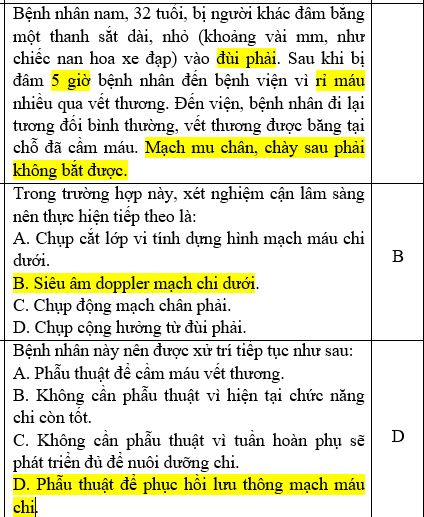 Bệnh nhân nam, 32 tuổi, bị người khác đâm bằng
một thanh sắt dài, nhỏ (khoảng vài mm, như
chiếc nan hoa xe đạp) vào đùi phải. Sau khi bị
đâm 5 giờ bệnh nhân đến bệnh viện vì rỉ máu
nhiều qua vết thương. Đến viện, bệnh nhân đi lại
tương đối bình thường, vết thương được băng tại
chỗ đã cầm máu. Mạch mu chân, chày sau phải
không bắt được.
Trong trường hợp này, xét nghiệm cận lâm sàng
nên thực hiện tiếp theo là:
A. Chụp cắt lớp vi tính dựng hình mạch máu chi
dưới.
B. Siêu âm doppler mạch chi dưới.
C. Chụp động mạch chân phải.
D. Chụp cộng hưởng từ đùi phải.
B
Bệnh nhân này nên được xử trí tiếp tục như sau:
A. Phẫu thuật để cầm máu vết thương.
B. Không cần phẫu thuật vì hiện tại chức năng
chi còn tốt.
C. Không cần phẫu thuật vì tuần hoàn phụ sẽ
phát triển đủ để nuôi dưỡng chi.
D. Phẫu thuật để phục hồi lưu thông mạch máu
chi.
D